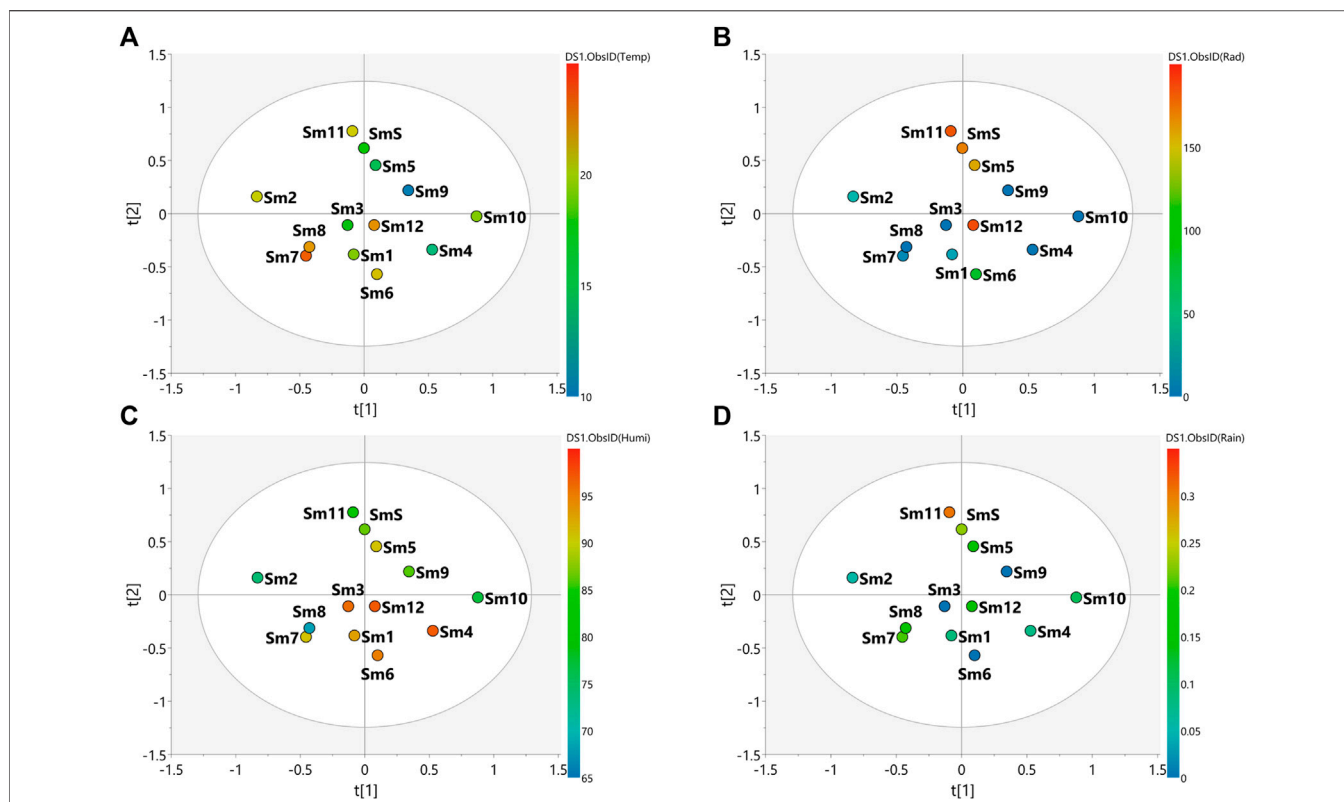 A
DS1.ObsID(Temp)
1.5
1
0.5
0
-0.5
-1
-1.5
t[2]
Sm11
SmS
Sm5
Sm9
Sm2
Sm3
Sm12
Sm10
Sm8
Sm7
Sm1
Sm4
Sm6
20
15
10
-1.5 -1 -0.5 0 0.5 1 1.5
t[1]
B
DS1.ObsID(Rad)
1.5
1
0.5
0
-0.5
-1
-1.5
t[2]
Sm11
SmS
Sm5
Sm9
Sm2
Sm3
Sm12
Sm10
Sm8
Sm7
Sm1
Sm4
Sm6
150
100
50
0
-1.5 -1 -0.5 0 0.5 1 1.5
t[1]
C
DS1.ObsID(Humi)
1.5
1
0.5
0
-0.5
-1
-1.5
t[2]
Sm11
SmS
Sm5
Sm9
Sm2
Sm3
Sm12
Sm10
Sm8
Sm7
Sm1
Sm4
Sm6
95
90
85
80
75
70
65
-1.5 -1 -0.5 0 0.5 1 1.5
t[1]
D
DS1.ObsID(Rain)
1.5
1
0.5
0
-0.5
-1
-1.5
t[2]
Sm11
SmS
Sm5
Sm9
Sm2
Sm3
Sm12
Sm10
Sm8
Sm7
Sm1
Sm4
Sm6
0.3
0.25
0.2
0.15
0.1
0.05
0
-1.5 -1 -0.5 0 0.5 1 1.5
t[1]